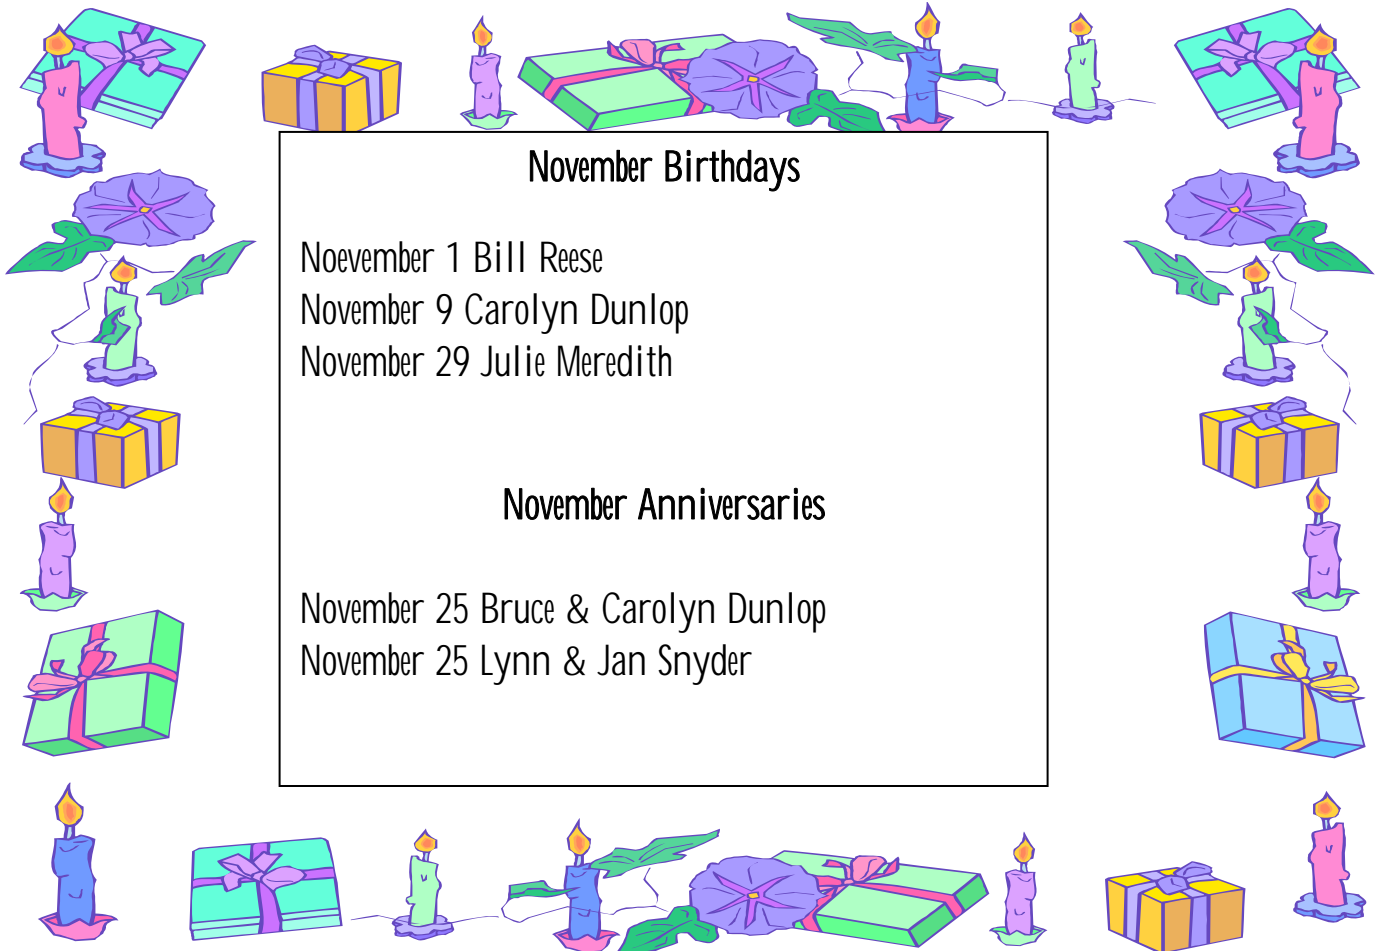 November Birthdays
Noevember 1 Bill Reese
November 9 Carolyn Dunlop
November 29 Julie Meredith
November Anniversaries
November 25 Bruce & Carolyn Dunlop
November 25 Lynn & Jan Snyder